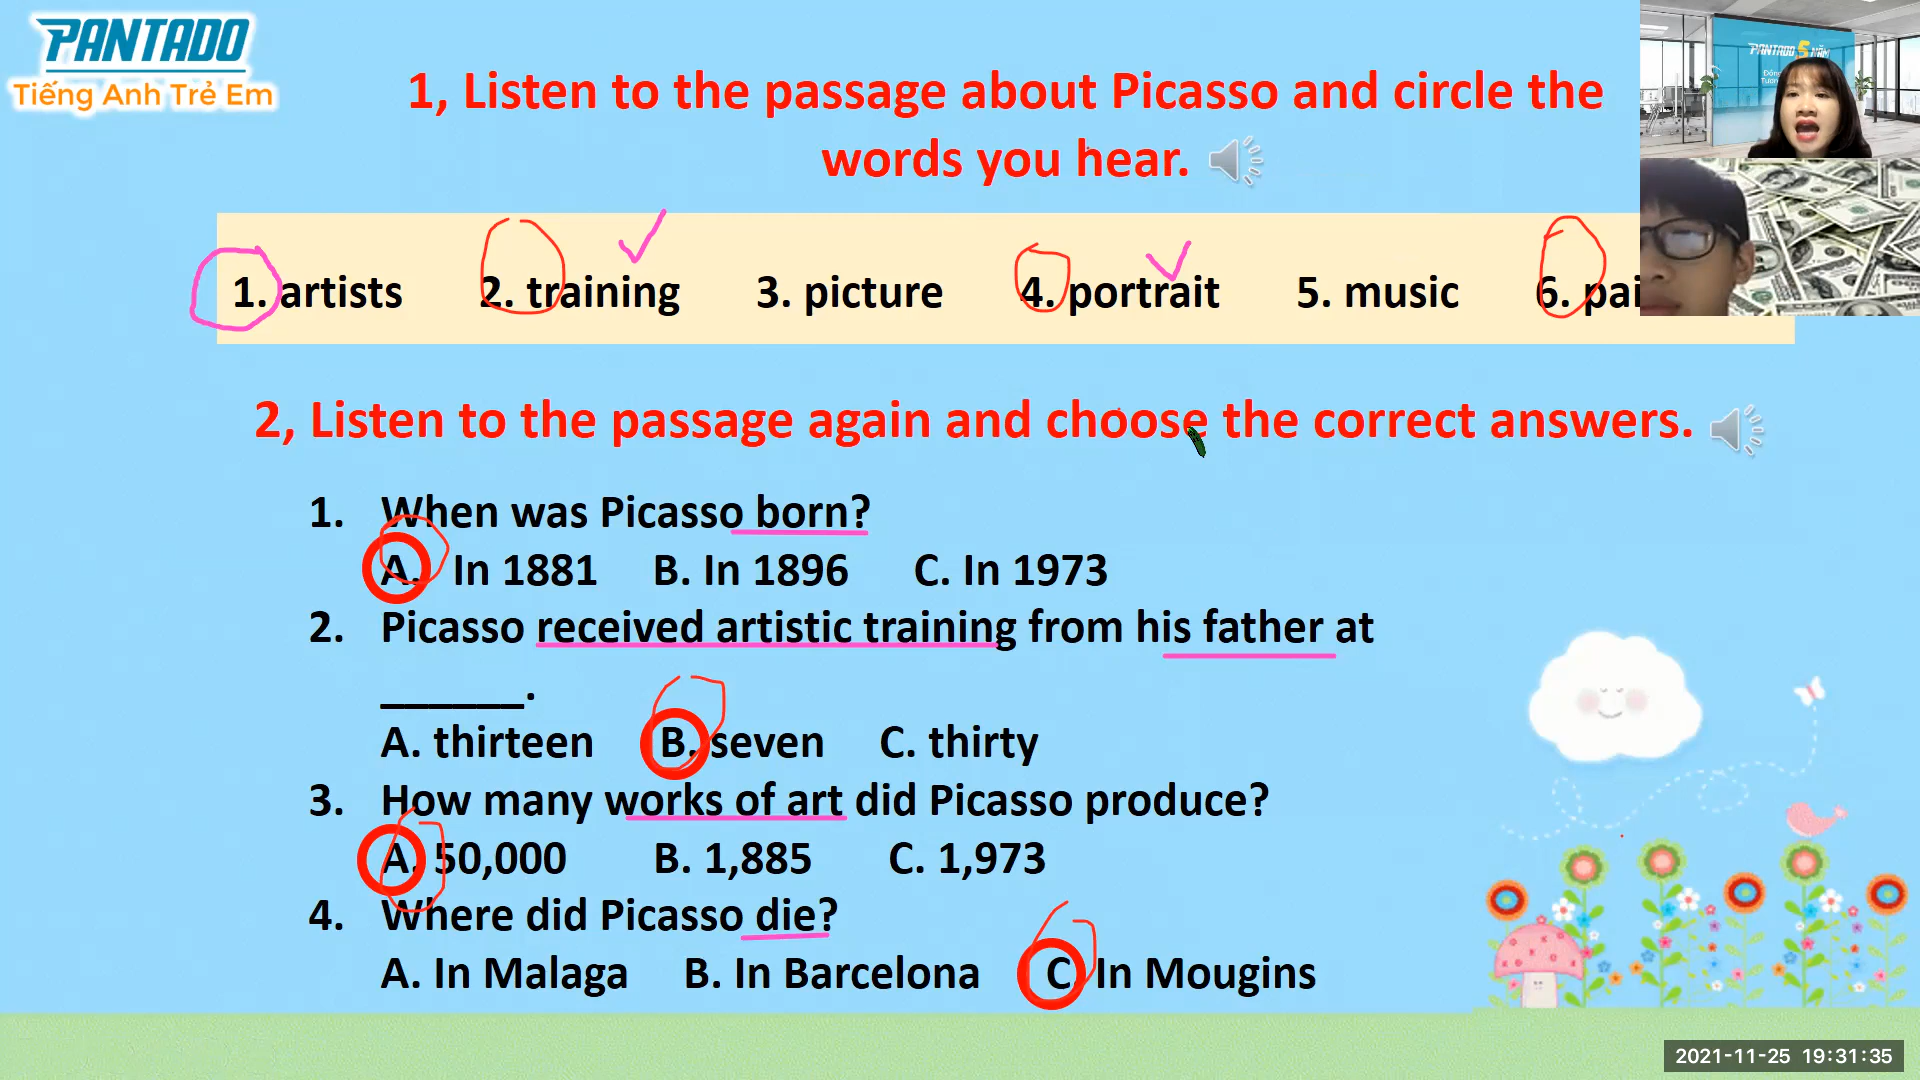 PANTADO
Tiếng Anh Trẻ Em
PANTADO 5 NĂM
1, Listen to the passage about Picasso and circle the
words you hear.
1. artists 2. training 3. picture 4. portrait 5. music 6.
2, Listen to the passage again and choose the correct answers.
1. When was Picasso born?
A. In 1881 B. In 1896 C. In 1973
2. Picasso received artistic training from his father at
______.
A. thirteen B. seven C. thirty
3. How many works of art did Picasso produce?
A. 50,000 B. 1,885 C. 1,973
4. Where did Picasso die?
A. In Malaga B. In Barcelona C. In Mougins
2021-11-25 19:31:35